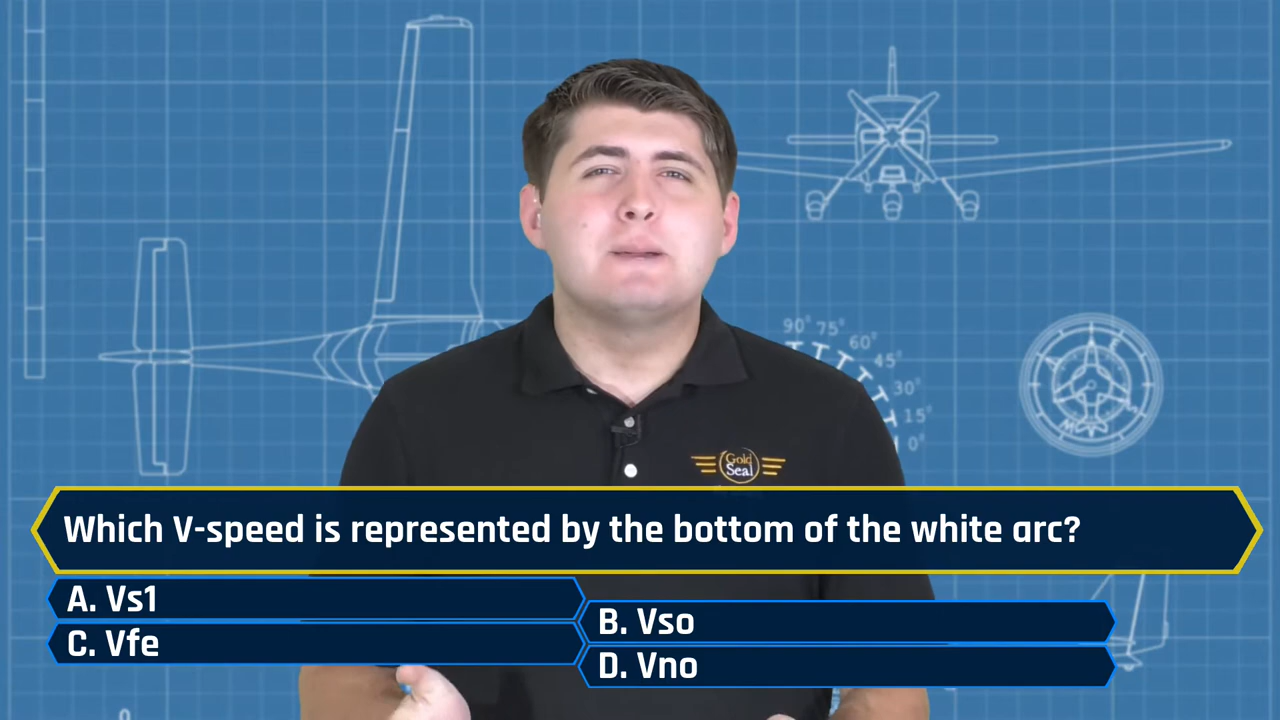 90° 75° 60°
45°
30°
15°
0°
Gold
Seal
Which V-speed is represented by the bottom of the white arc?
A. Vs1
B. Vso
C. Vfe
D. Vno